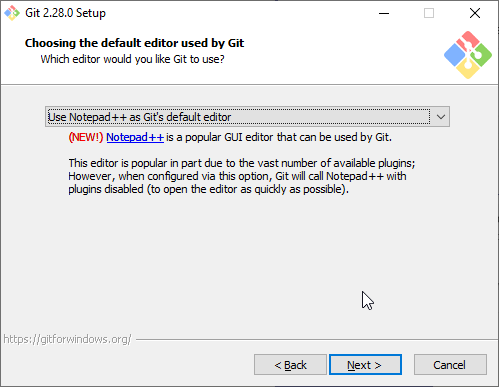 Git 2.28.0 Setup
Choosing the default editor used by Git
Which editor would you like Git to use?
Use Notepad++ as Git's default editor
(NEW!) Notepad++ is a popular GUI editor that can be used by Git.
This editor is popular in part due to the vast number of available plugins;
However, when configured via this option, Git will call Notepad++ with
plugins disabled (to open the editor as quickly as possible).
https://gitforwindows.org/
< Back
Next >
Cancel